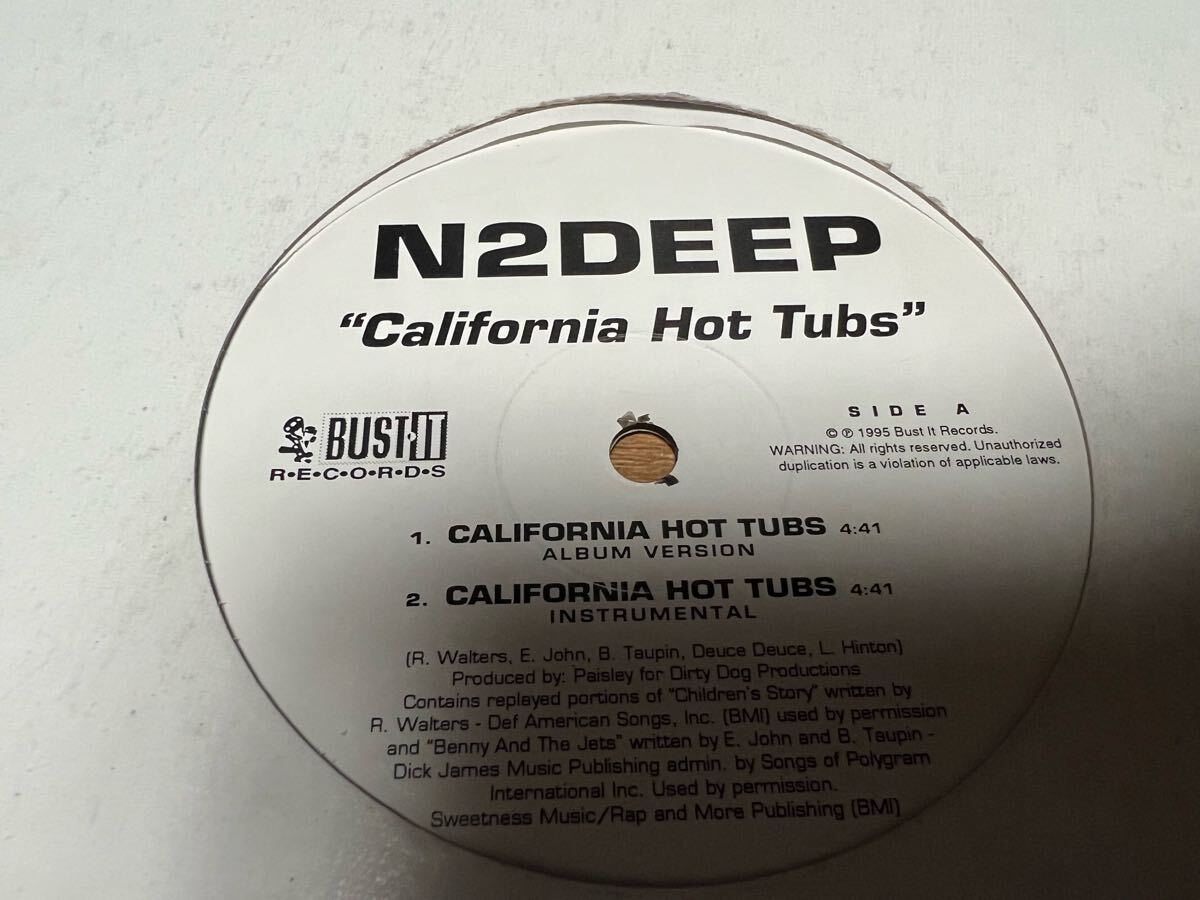 N2DEEP
“California Hot Tubs”
BUST·IT
R•E•C•O•R•D•S
SIDE A
© ℗ 1995 Bust It Records.
WARNING: All rights reserved. Unauthorized
duplication is a violation of applicable laws.
1. CALIFORNIA HOT TUBS 4:41
ALBUM VERSION
2. CALIFORNIA HOT TUBS 4:41
INSTRUMENTAL
(R. Walters, E. John, B. Taupin, Deuce Deuce, L. Hinton)
Produced by: Paisley for Dirty Dog Productions
Contains replayed portions of "Children's Story" written by
R. Walters - Def American Songs, Inc. (BMI) used by permission
and "Benny And The Jets" written by E. John and B. Taupin -
Dick James Music Publishing admin. by Songs of Polygram
International Inc. Used by permission.
Sweetness Music/Rap and More Publishing (BMI)